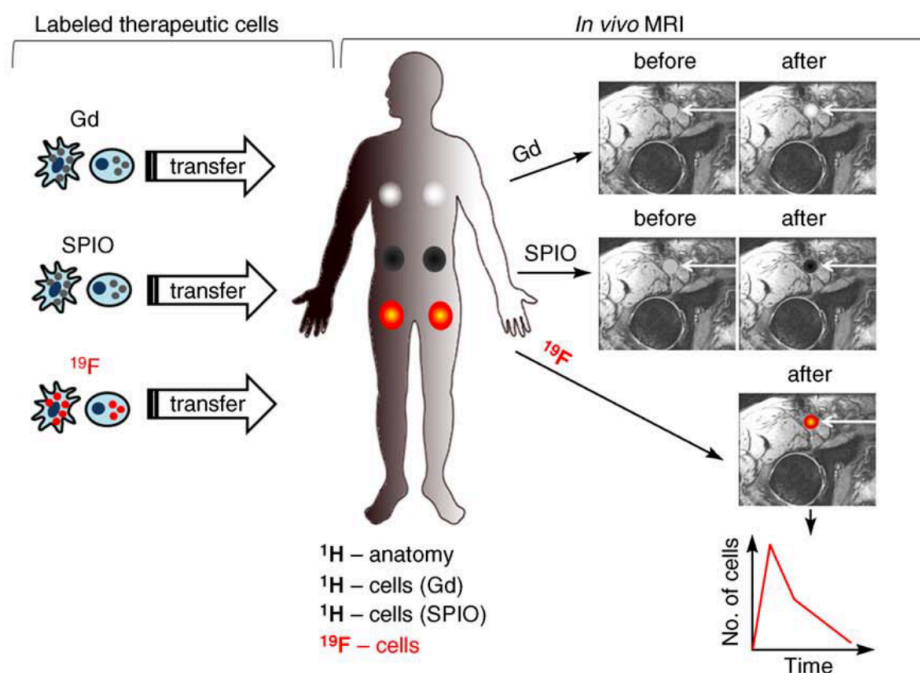 Labeled therapeutic cells
In vivo MRI
before
after
Gd
transfer
Gd
before
after
SPIO
transfer
SPIO
¹⁹F
transfer
¹⁹F
after
¹H – anatomy
¹H – cells (Gd)
¹H – cells (SPIO)
¹⁹F – cells
No. of cells
Time